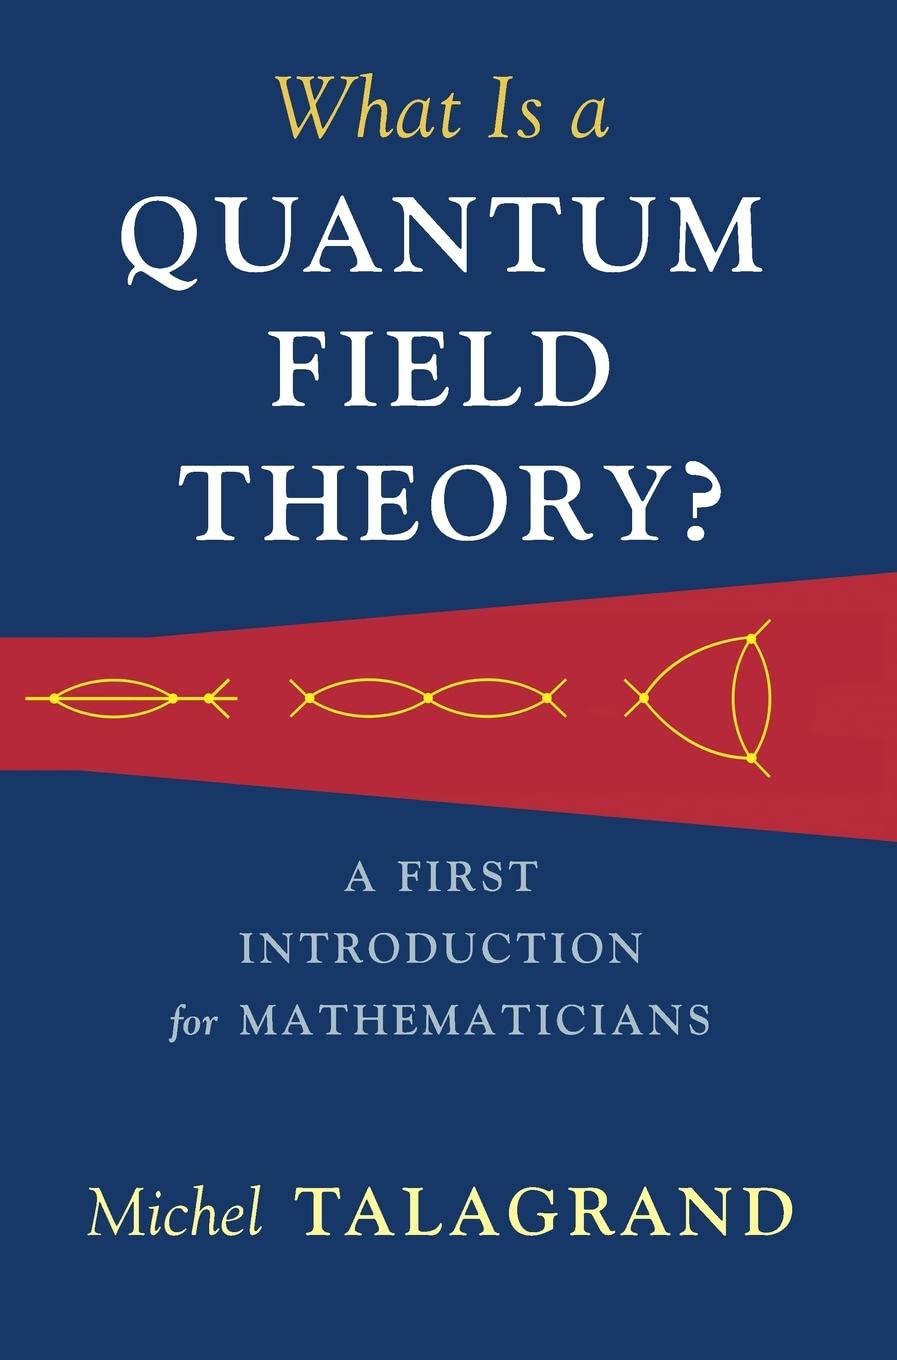 What Is a
QUANTUM
FIELD
THEORY?
A FIRST
INTRODUCTION
for MATHEMATICIANS
Michel TALAGRAND